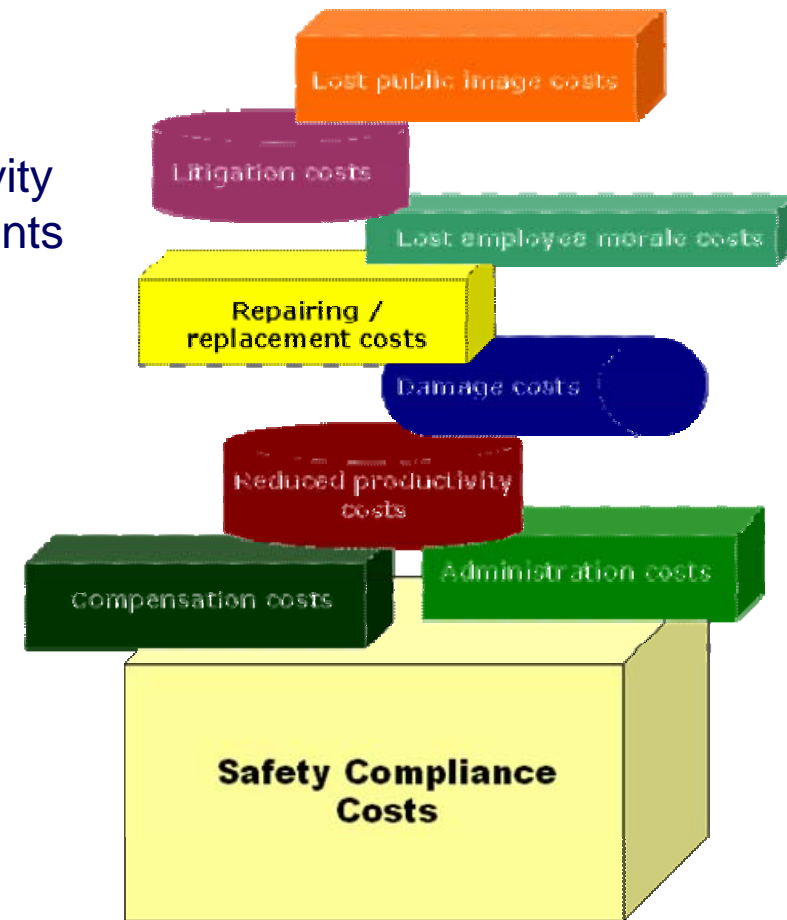 Lost public image costs
vity
nts
Litigation costs
Lost employee morale costs
Repairing /
replacement costs
Damage costs
Reduced productivity
costs
Administration costs
Compensation costs
Safety Compliance
Costs